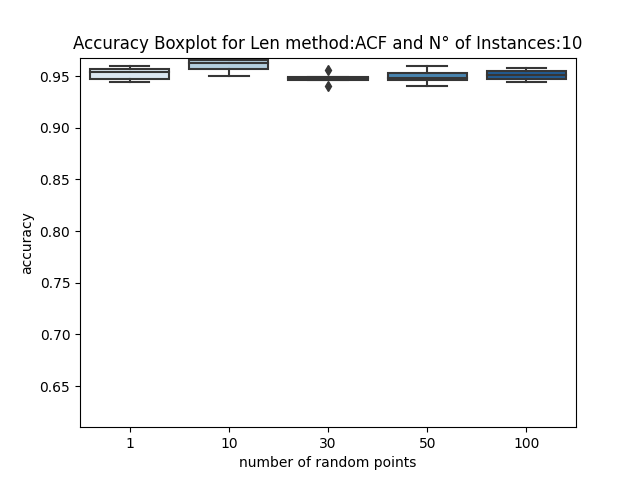 Accuracy Boxplot for Len method:ACF and N° of Instances:10
0.95
0.90
0.85
0.80
0.75
0.70
0.65
accuracy
1 10 30 50 100
number of random points